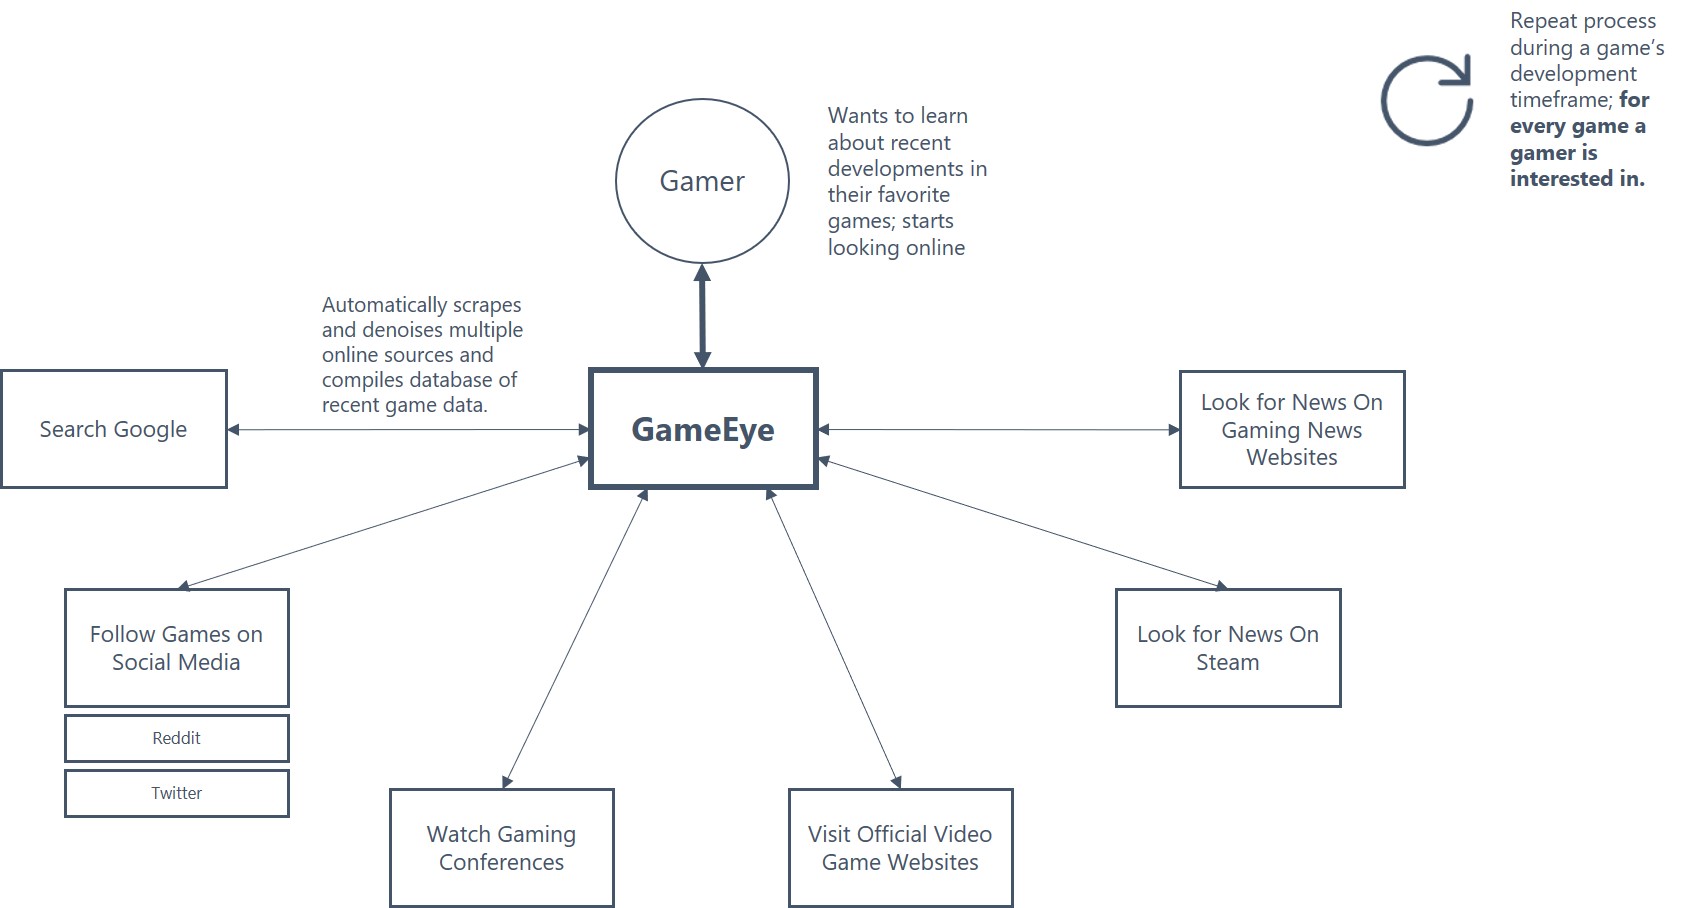 Repeat process
during a game’s
development
timeframe; for
every game a
gamer is
interested in.
Gamer
Wants to learn
about recent
developments in
their favorite
games; starts
looking online
Automatically scrapes
and denoises multiple
online sources and
compiles database of
recent game data.
Search Google
GameEye
Look for News On
Gaming News
Websites
Follow Games on
Social Media
Reddit
Twitter
Look for News On
Steam
Watch Gaming
Conferences
Visit Official Video
Game Websites